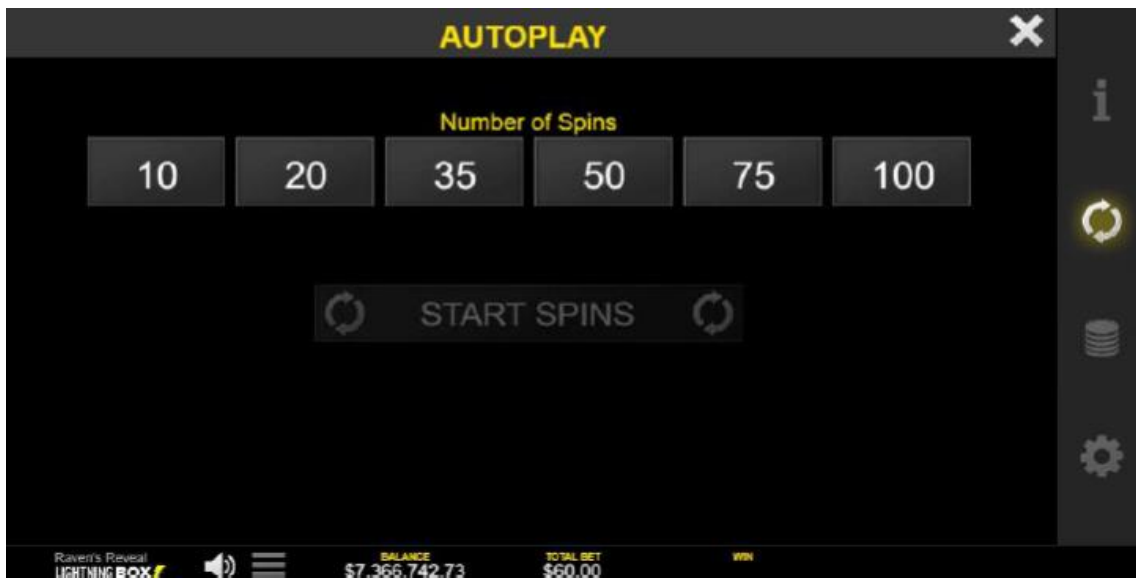 AUTOPLAY
Number of Spins
10 20 35 50 75 100
START SPINS
Raven's Reveal
LIGHTNING BOX
BALANCE
$7,366,742.73
TOTAL BET
$60.00
WIN